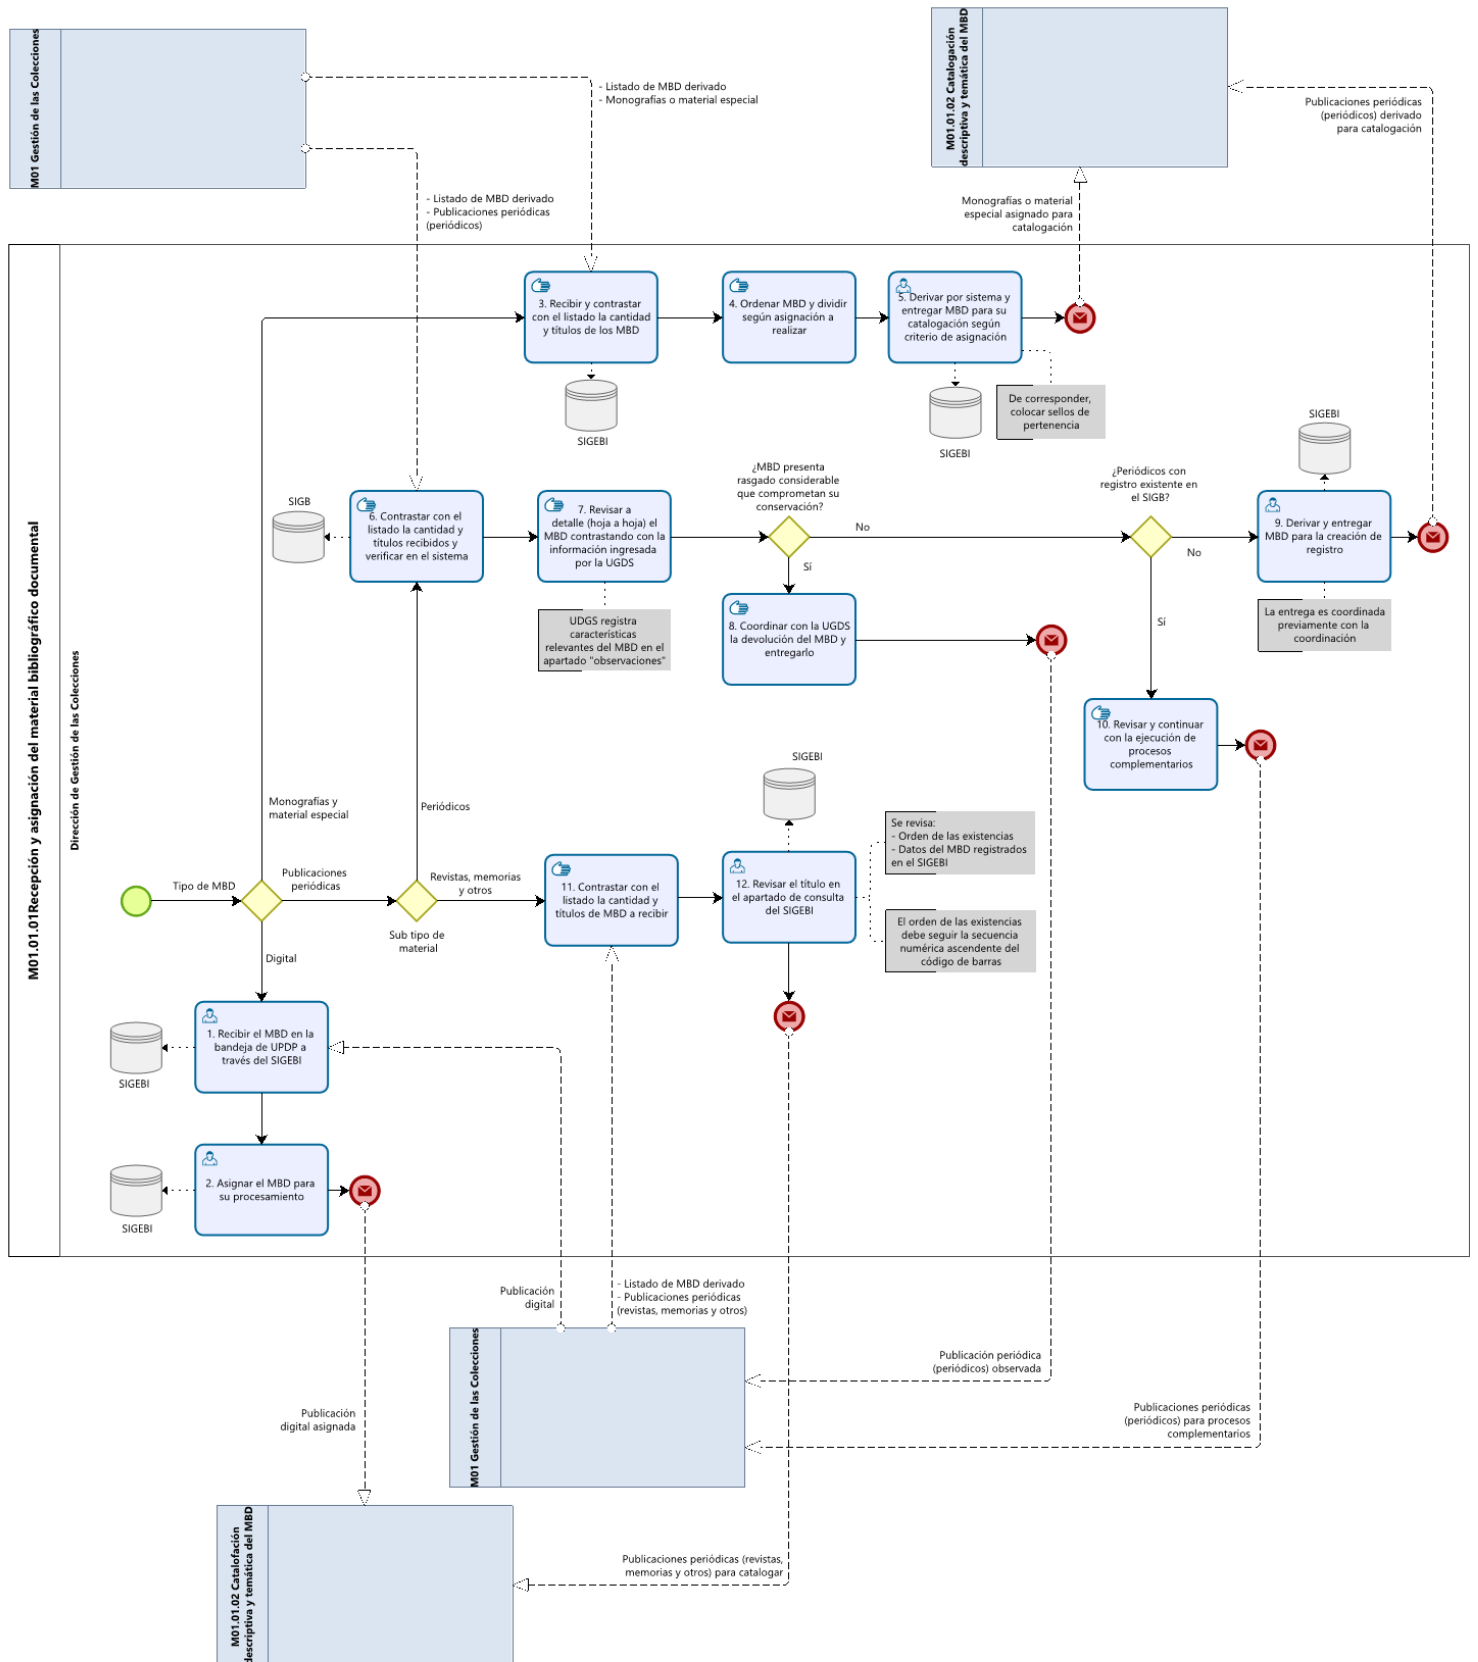 M01 Gestión de las Colecciones
- Listado de MBD derivado
- Monografías o material especial
- Listado de MBD derivado
- Publicaciones periódicas
(periódicos)
M01.01.02 Catalogación
descriptiva y temática del MBD
Publicaciones periódicas
(periódicos) derivado
para catalogación
Monografías o material
especial asignado para
catalogación
M01.01.01Recepción y asignación del material bibliográfico documental
Dirección de Gestión de las Colecciones
3. Recibir y contrastar
con el listado la cantidad
y títulos de los MBD
SIGEBI
4. Ordenar MBD y dividir
según asignación a
realizar
5. Derivar por sistema y
entregar MBD para su
catalogación según
criterio de asignación
SIGEBI
De corresponder,
colocar sellos de
pertenencia
SIGB
6. Contrastar con el
listado la cantidad y
títulos recibidos y
verificar en el sistema
7. Revisar a
detalle (hoja a hoja) el
MBD contrastando con la
información ingresada
por la UGDS
UDGS registra
características
relevantes del MBD en el
apartado "observaciones"
¿MBD presenta
rasgado considerable
que comprometan su
conservación?
No
Sí
8. Coordinar con la UGDS
la devolución del MBD y
entregarlo
¿Periódicos con
registro existente en
el SIGB?
No
Sí
SIGEBI
9. Derivar y entregar
MBD para la creación de
registro
La entrega es coordinada
previamente con la
coordinación
10. Revisar y continuar
con la ejecución de
procesos
complementarios
Monografías y
material especial
Periódicos
Tipo de MBD
Publicaciones
periódicas
Revistas, memorias
y otros
Sub tipo de
material
Digital
11. Contrastar con el
listado la cantidad y
títulos de MBD a recibir
SIGEBI
12. Revisar el título en
el apartado de consulta
del SIGEBI
Se revisa:
- Orden de las existencias
- Datos del MBD registrados
en el SIGEBI
El orden de las existencias
debe seguir la secuencia
numérica ascendente del
código de barras
1. Recibir el MBD en la
bandeja de UPDP a
través del SIGEBI
SIGEBI
2. Asignar el MBD para
su procesamiento
SIGEBI
Publicación
digital
- Listado de MBD derivado
- Publicaciones periódicas
(revistas, memorias y otros)
M01 Gestión de las Colecciones
Publicación periódica
(periódicos) observada
Publicaciones periódicas
(periódicos) para procesos
complementarios
Publicación
digital asignada
M01.01.02 Catalofación
descriptiva y temática del MBD
Publicaciones periódicas (revistas,
memorias y otros) para catalogar